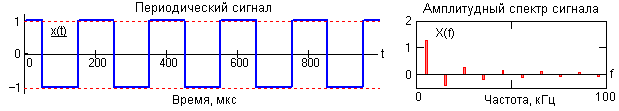 Периодический сигнал
x(t)
1
0
200
400
600
800
t
−1
Время, мкс
Амплитудный спектр сигнала
2
X(f)
1
0
f
0
100
Частота, кГц